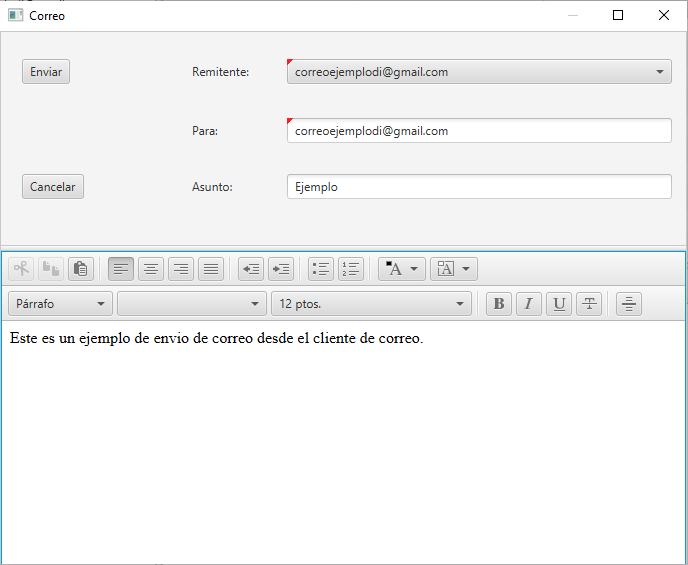 Correo
Enviar Remitente: correoejemplodi@gmail.com
Para: correoejemplodi@gmail.com
Cancelar Asunto: Ejemplo
A A
Párrafo 12 ptos. B I U T
Este es un ejemplo de envio de correo desde el cliente de correo.